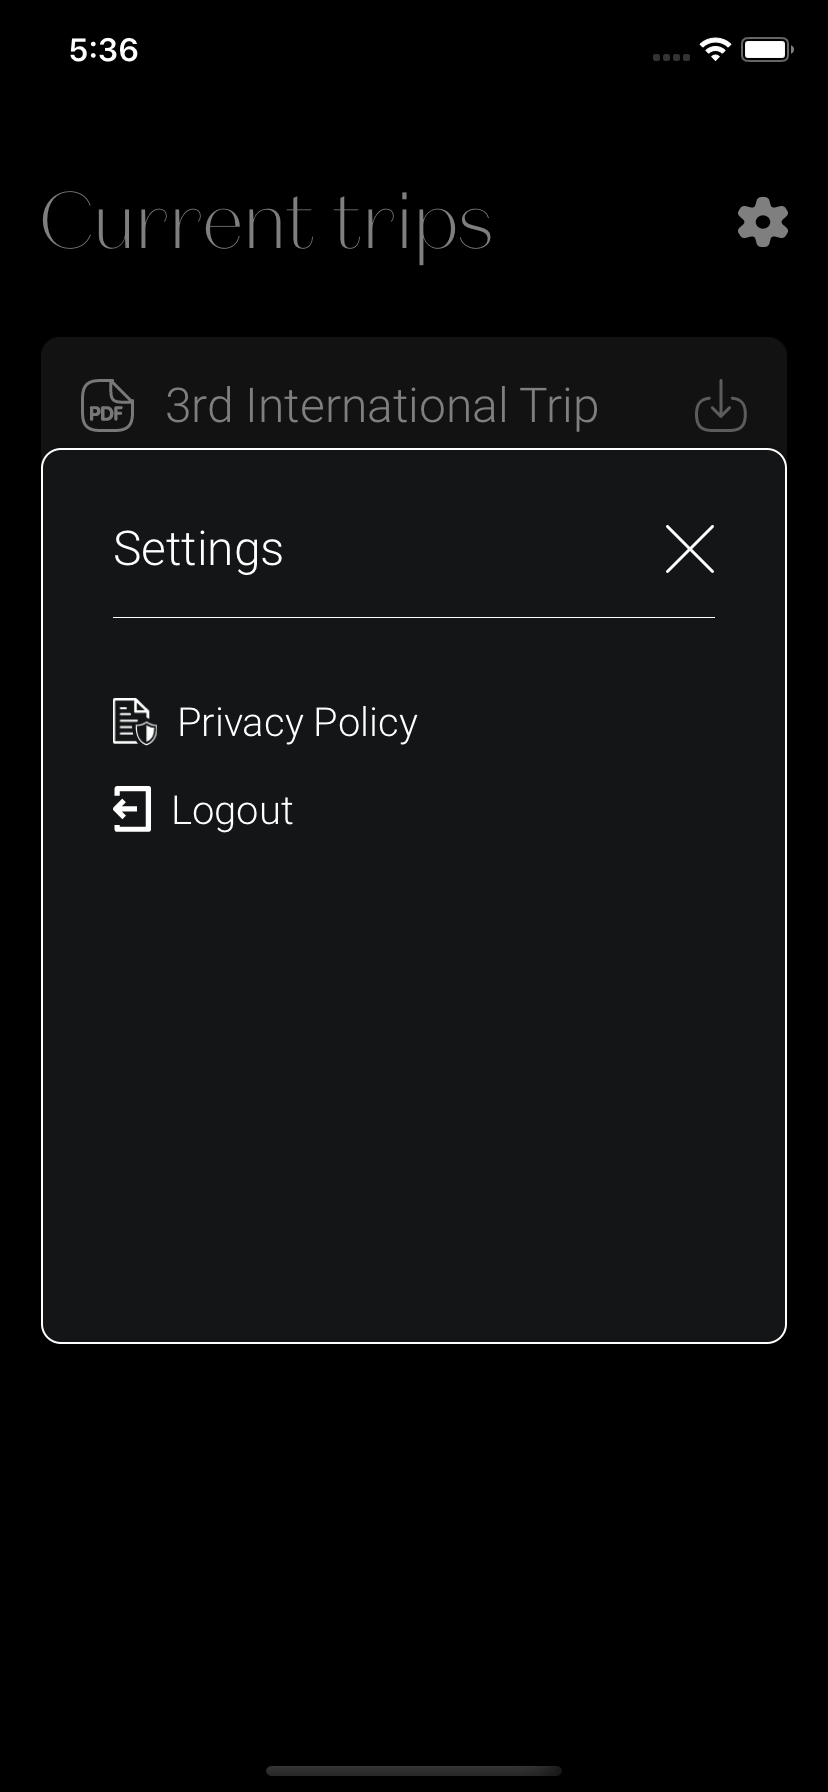 5:36
Current trips
PDF 3rd International Trip
Settings
Privacy Policy
Logout